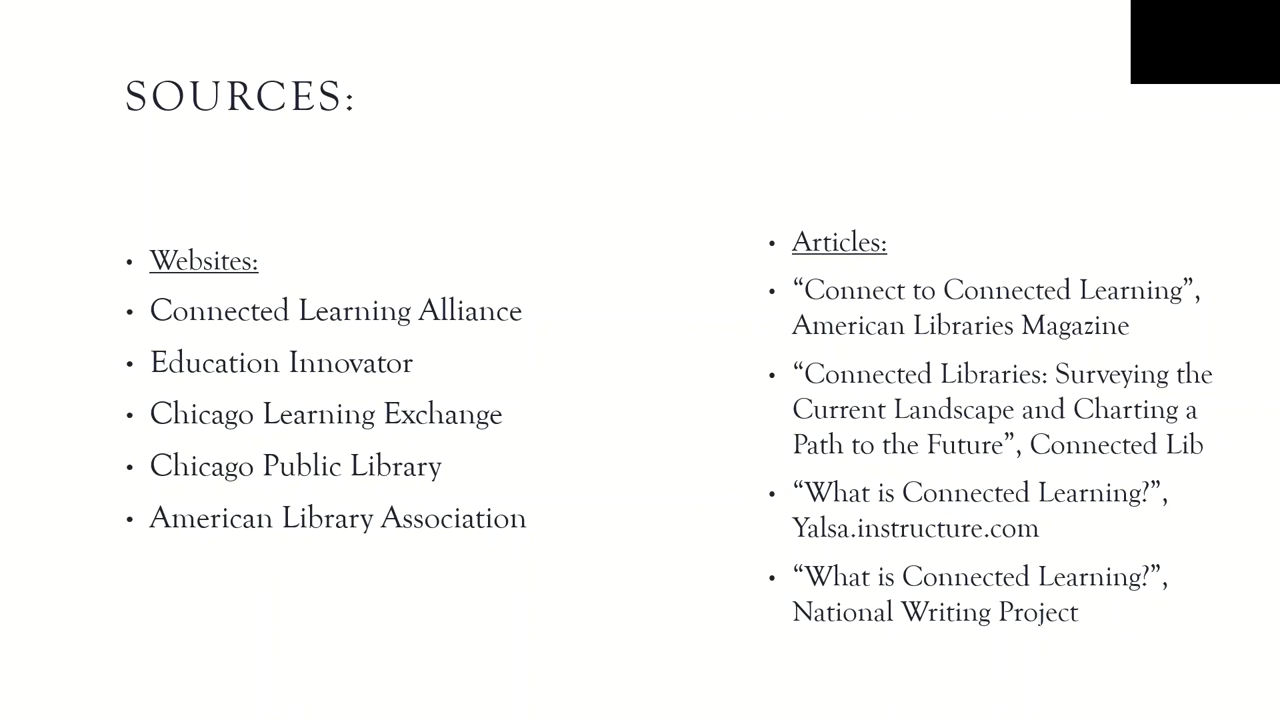 SOURCES:
• Websites:
• Connected Learning Alliance
• Education Innovator
• Chicago Learning Exchange
• Chicago Public Library
• American Library Association
• Articles:
• “Connect to Connected Learning”,
American Libraries Magazine
• “Connected Libraries: Surveying the
Current Landscape and Charting a
Path to the Future”, Connected Lib
• “What is Connected Learning?”,
Yalsa.instructure.com
• “What is Connected Learning?”,
National Writing Project